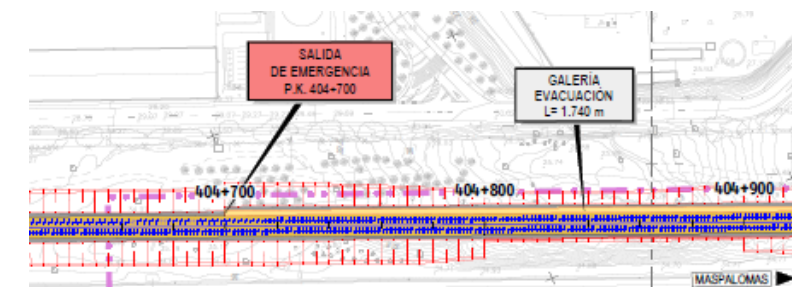 SALIDA
DE EMERGENCIA
P.K. 404+700
GALERÍA
EVACUACIÓN
L= 1.740 m
404+700
404+800
404+900
MASPALOMAS